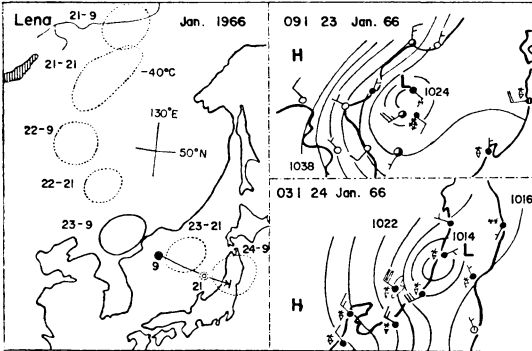 Lena
21-9
Jan. 1966
21-21
-40°C
130°E
22-9
50°N
22-21
23-9
23-21
24-9
9
21
091 23 Jan. 66
H
L
1024
1038
031 24 Jan. 66
1016
1022
1014
L
H